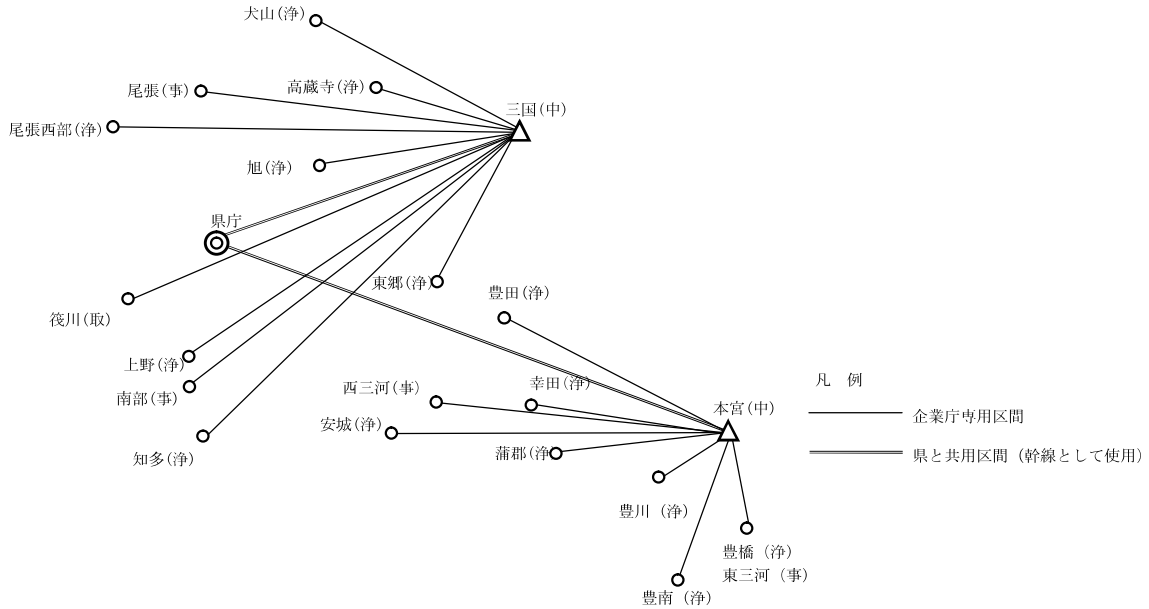 犬山(浄)
尾張(事)
高蔵寺(浄)
三国(中)
尾張西部(浄)
旭(浄)
県庁
東郷(浄)
豊田(浄)
筏川(取)
上野(浄)
南部(事)
西三河(事)
幸田(浄)
凡　例
本宮(中)
企業庁専用区間
安城(浄)
知多(浄)
蒲郡(浄)
県と共用区間（幹線として使用）
豊川（浄）
豊橋（浄）
東三河（事）
豊南（浄）